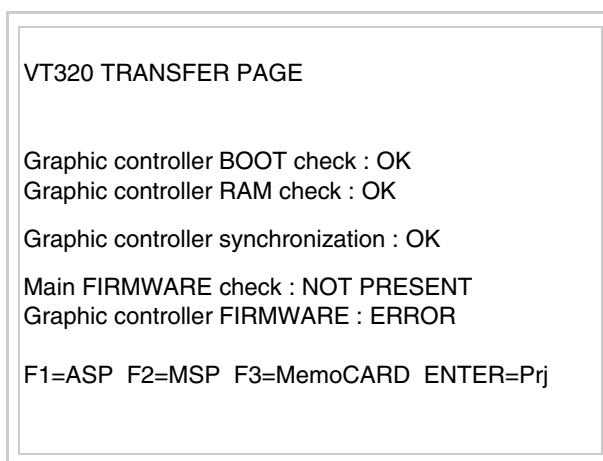 VT320 TRANSFER PAGE
Graphic controller BOOT check : OK
Graphic controller RAM check : OK
Graphic controller synchronization : OK
Main FIRMWARE check : NOT PRESENT
Graphic controller FIRMWARE : ERROR
F1=ASP F2=MSP F3=MemoCARD ENTER=Prj